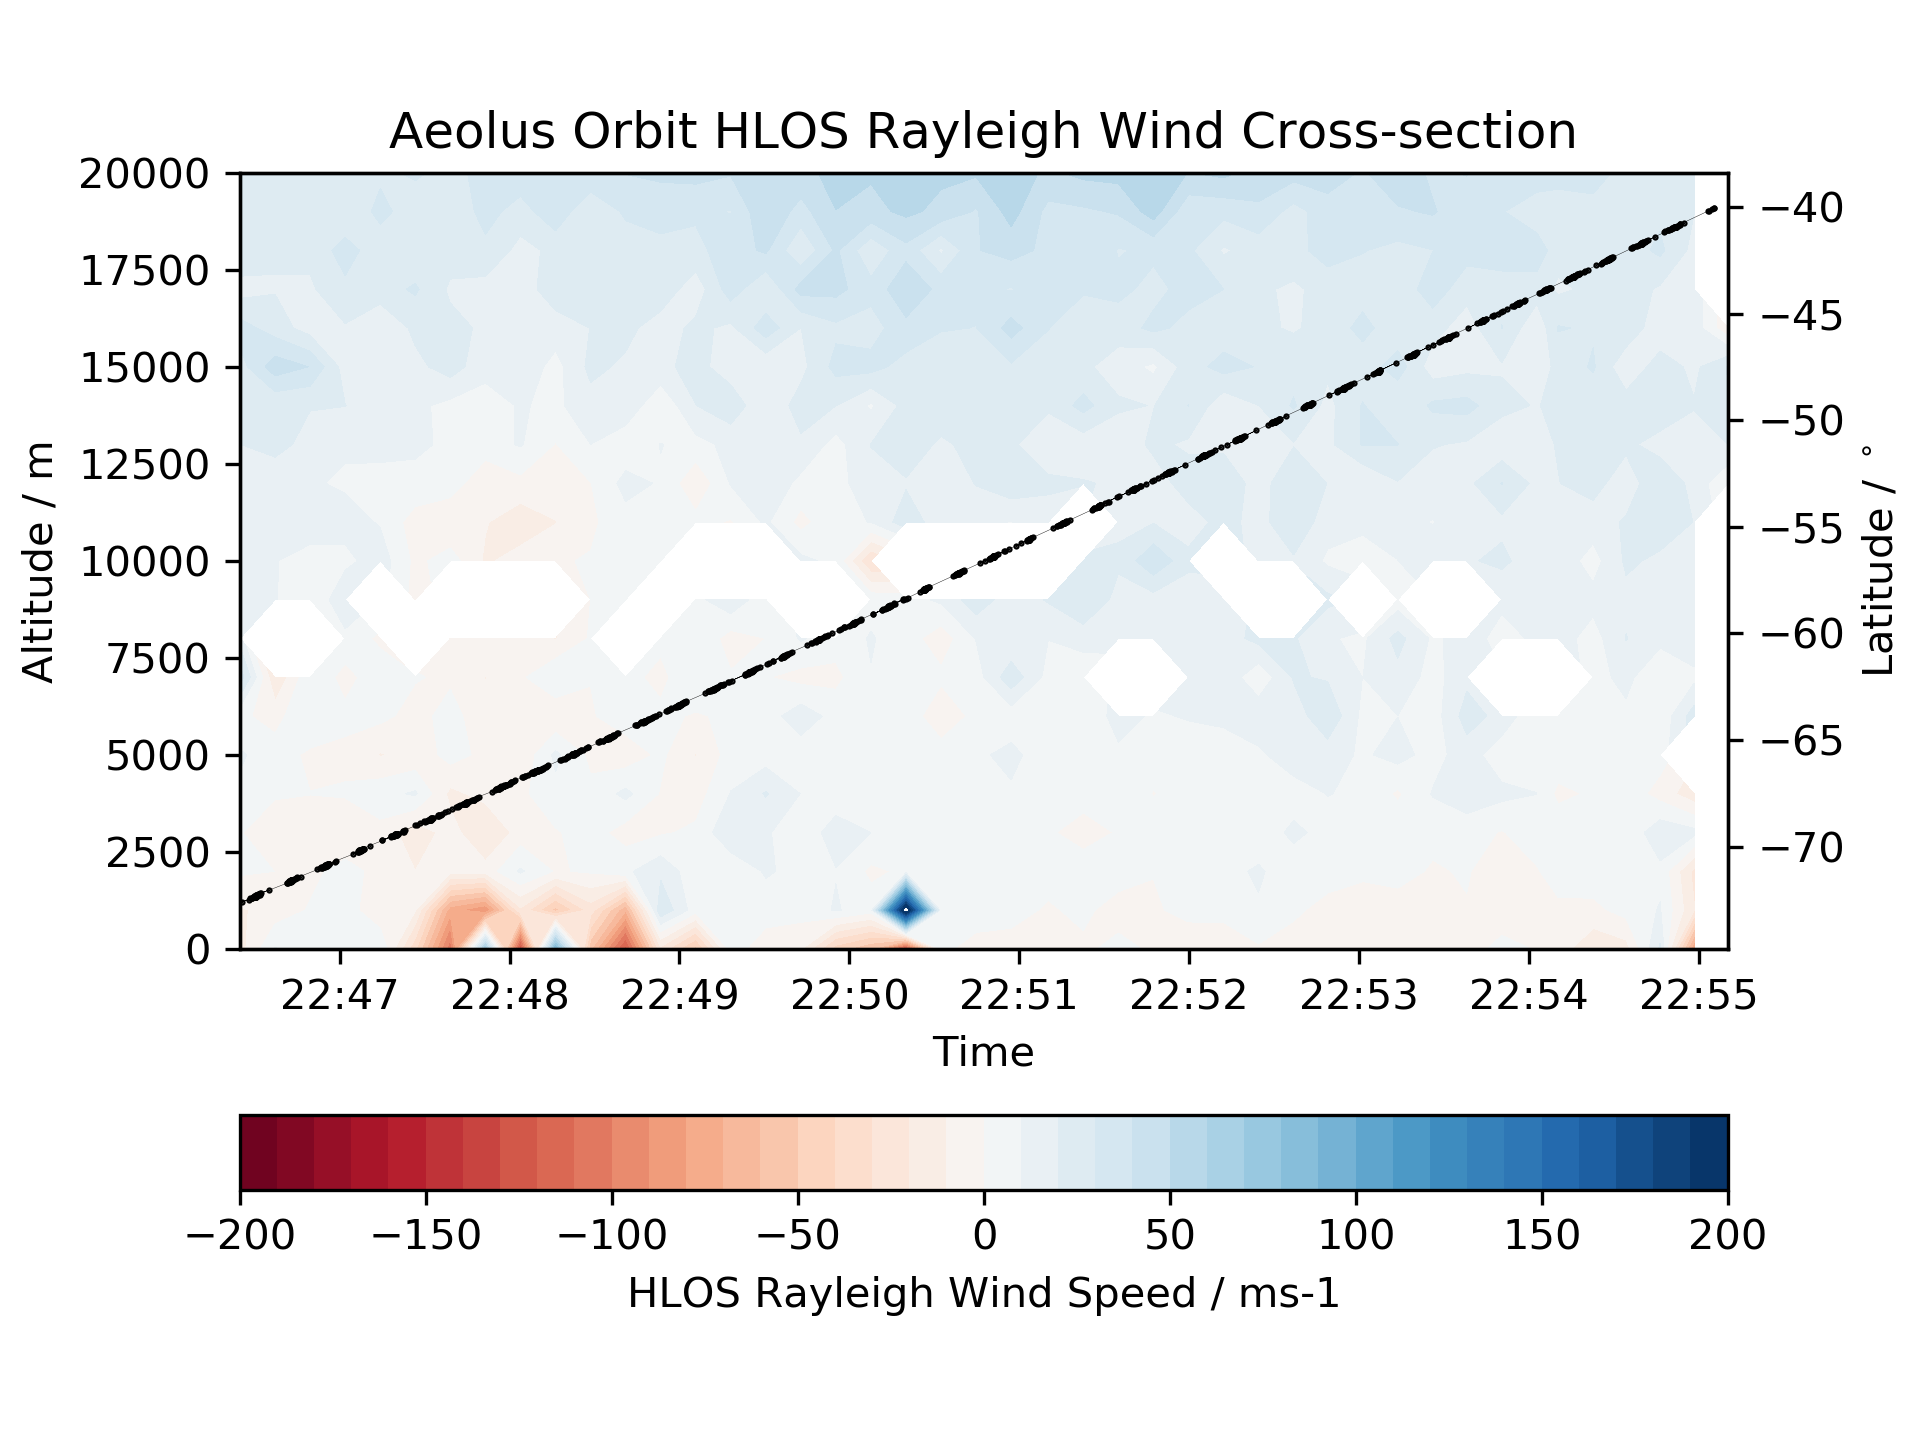 Aeolus Orbit HLOS Rayleigh Wind Cross-section
20000
17500
15000
12500
10000
7500
5000
2500
0
Altitude / m
−40
−45
−50
−55
−60
−65
−70
Latitude / °
22:47 22:48 22:49 22:50 22:51 22:52 22:53 22:54 22:55
Time
−200 −150 −100 −50 0 50 100 150 200
HLOS Rayleigh Wind Speed / ms-1